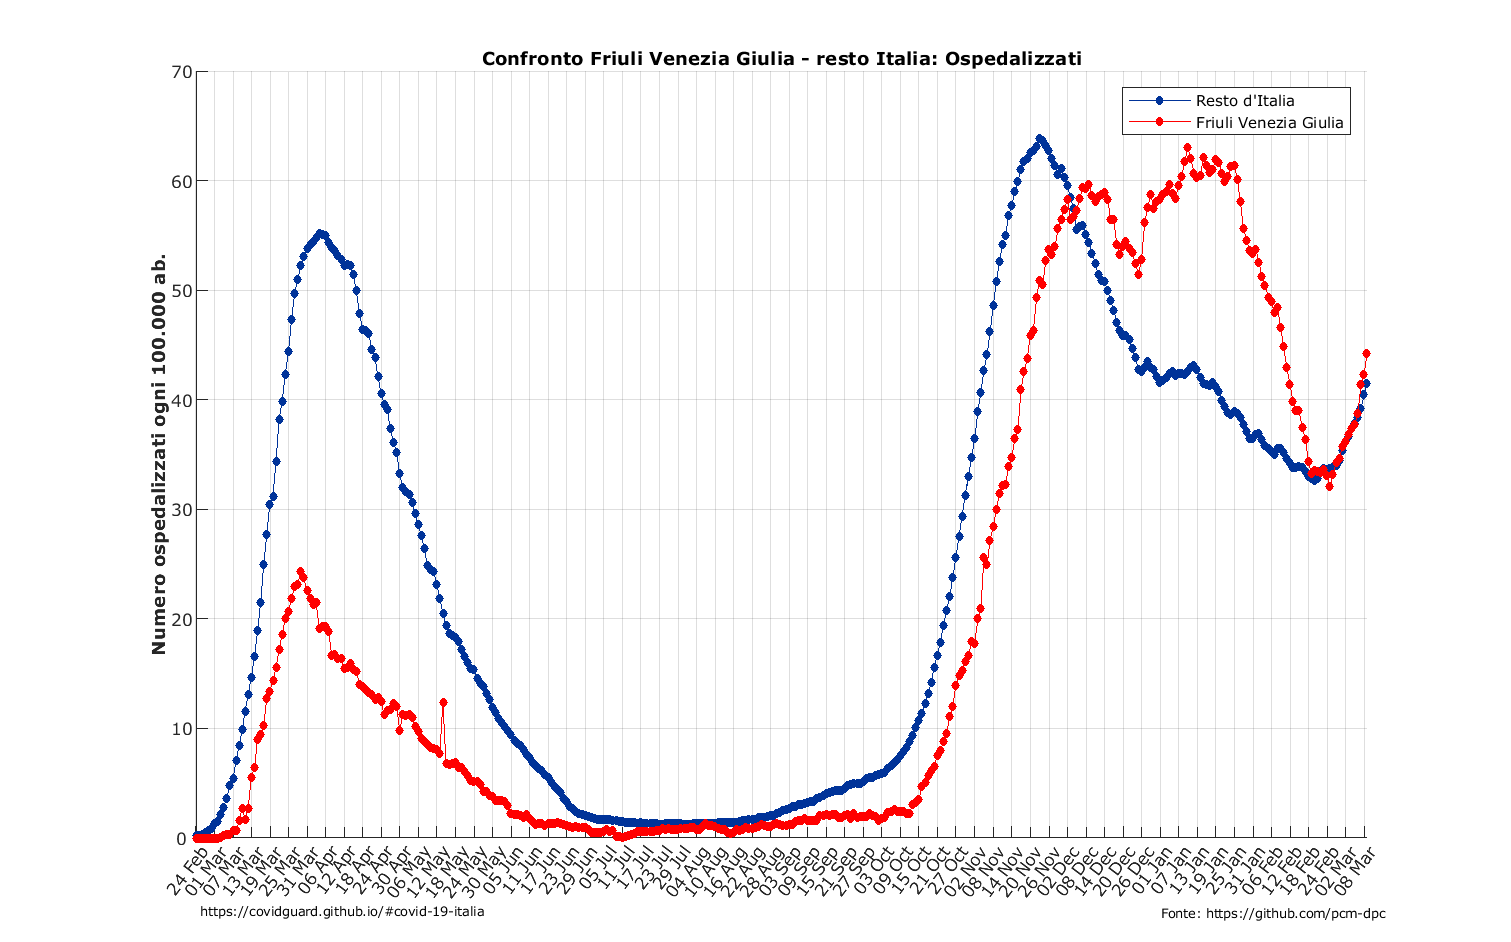 Confronto Friuli Venezia Giulia - resto Italia: Ospedalizzati
Resto d'Italia
Friuli Venezia Giulia
Numero ospedalizzati ogni 100.000 ab.
70
60
50
40
30
20
10
0
24 Feb
01 Mar
07 Mar
13 Mar
19 Mar
25 Mar
31 Mar
06 Apr
12 Apr
18 Apr
24 Apr
30 Apr
06 May
12 May
18 May
24 May
30 May
05 Jun
11 Jun
17 Jun
23 Jun
29 Jun
05 Jul
11 Jul
17 Jul
23 Jul
29 Jul
04 Aug
10 Aug
16 Aug
22 Aug
28 Aug
03 Sep
09 Sep
15 Sep
21 Sep
27 Sep
03 Oct
09 Oct
15 Oct
21 Oct
27 Oct
02 Nov
08 Nov
14 Nov
20 Nov
26 Nov
02 Dec
08 Dec
14 Dec
20 Dec
26 Dec
01 Jan
07 Jan
13 Jan
19 Jan
25 Jan
31 Jan
06 Feb
12 Feb
18 Feb
24 Feb
02 Mar
08 Mar
https://covidguard.github.io/#covid-19-italia
Fonte: https://github.com/pcm-dpc